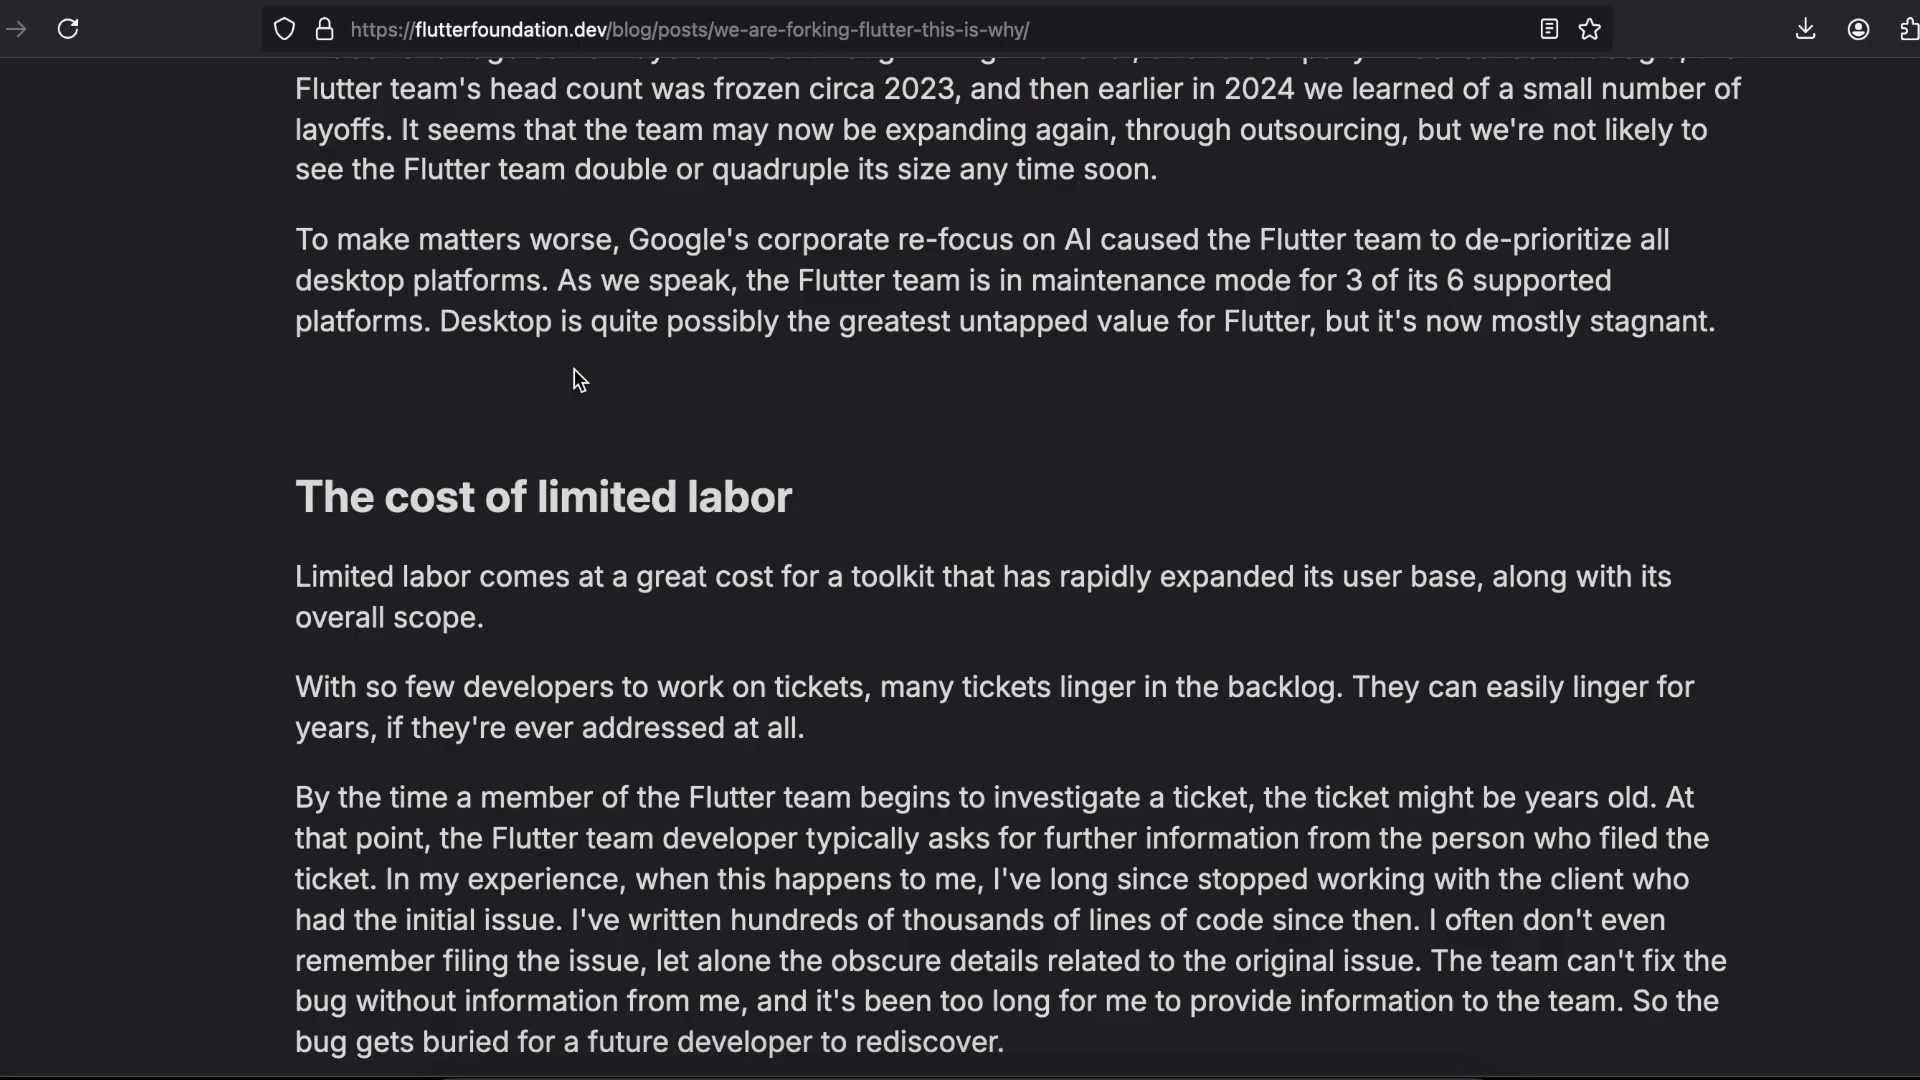 https://flutterfoundation.dev/blog/posts/we-are-forking-flutter-this-is-why/
Flutter team's head count was frozen circa 2023, and then earlier in 2024 we learned of a small number of
layoffs. It seems that the team may now be expanding again, through outsourcing, but we're not likely to
see the Flutter team double or quadruple its size any time soon.
To make matters worse, Google's corporate re-focus on AI caused the Flutter team to de-prioritize all
desktop platforms. As we speak, the Flutter team is in maintenance mode for 3 of its 6 supported
platforms. Desktop is quite possibly the greatest untapped value for Flutter, but it's now mostly stagnant.
The cost of limited labor
Limited labor comes at a great cost for a toolkit that has rapidly expanded its user base, along with its
overall scope.
With so few developers to work on tickets, many tickets linger in the backlog. They can easily linger for
years, if they're ever addressed at all.
By the time a member of the Flutter team begins to investigate a ticket, the ticket might be years old. At
that point, the Flutter team developer typically asks for further information from the person who filed the
ticket. In my experience, when this happens to me, I've long since stopped working with the client who
had the initial issue. I've written hundreds of thousands of lines of code since then. I often don't even
remember filing the issue, let alone the obscure details related to the original issue. The team can't fix the
bug without information from me, and it's been too long for me to provide information to the team. So the
bug gets buried for a future developer to rediscover.